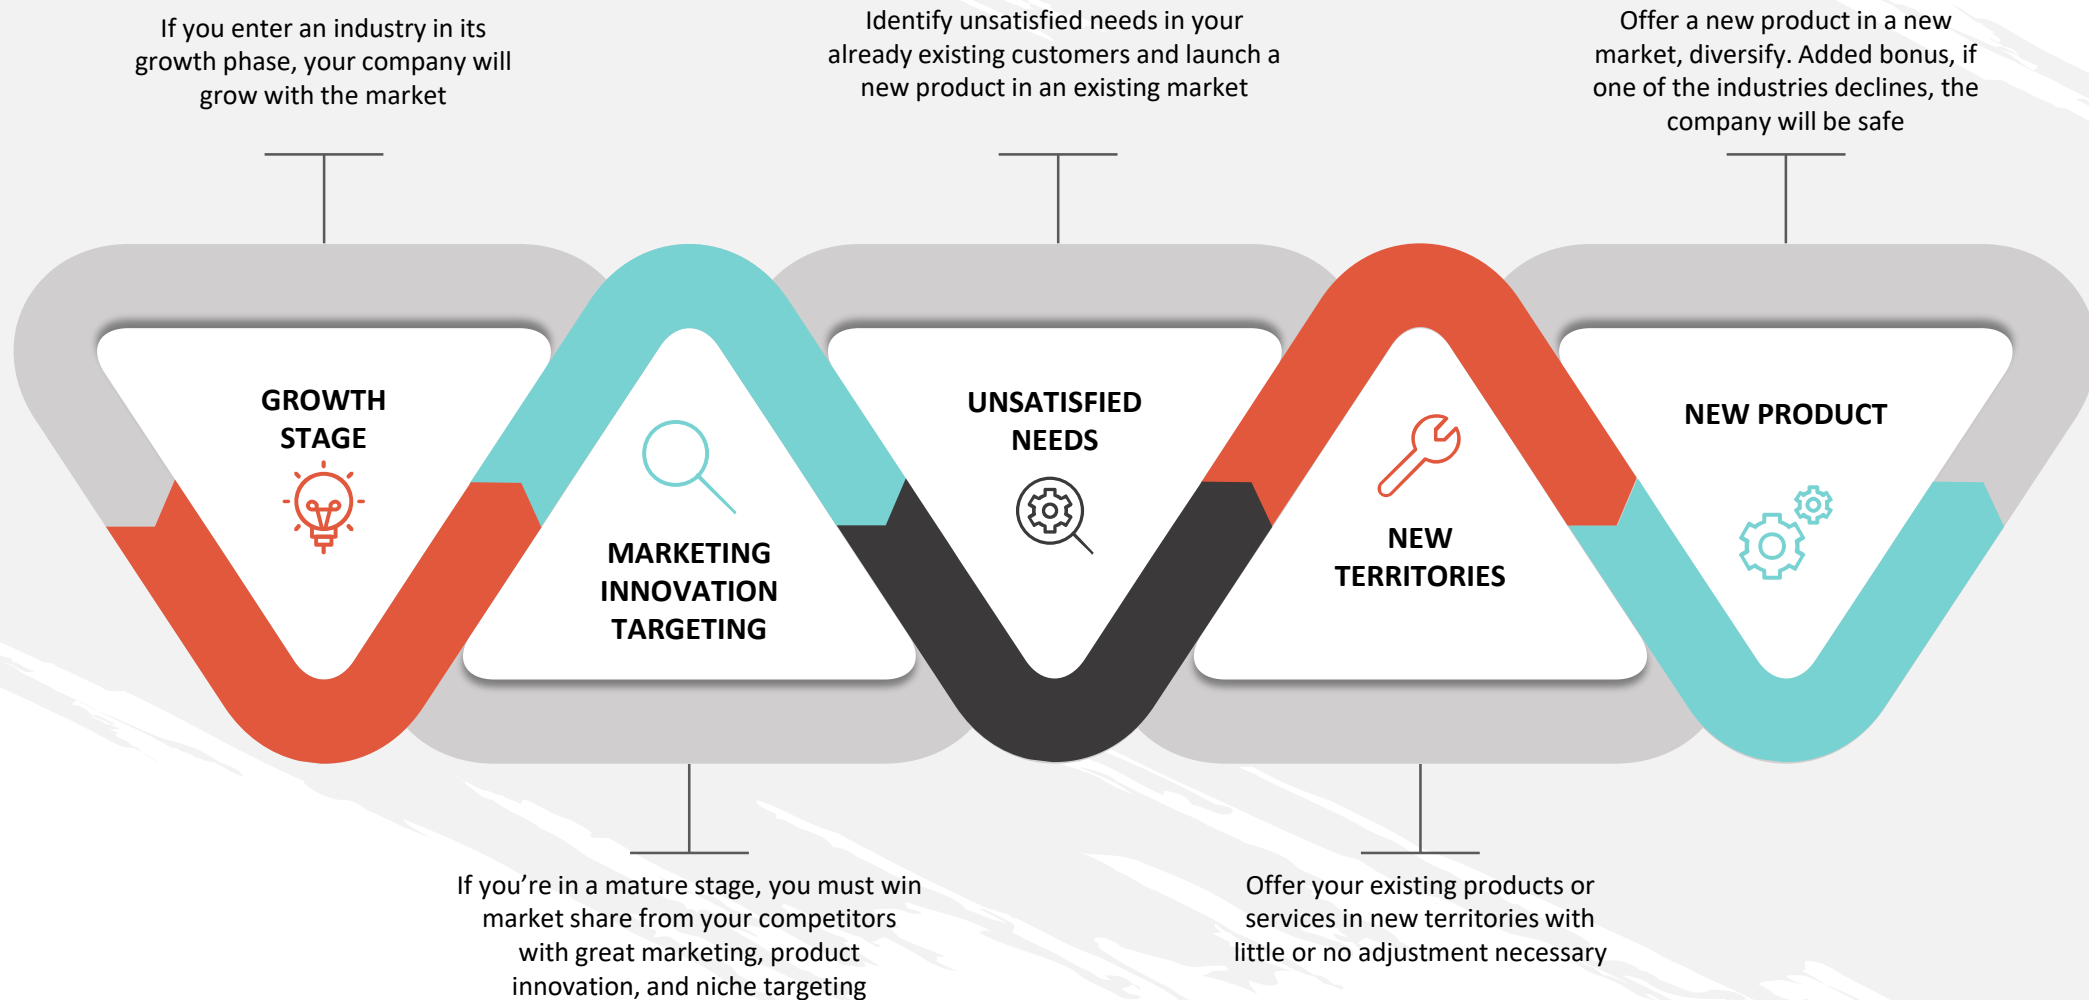 If you enter an industry in its
growth phase, your company will
grow with the market
Identify unsatisfied needs in your
already existing customers and launch a
new product in an existing market
Offer a new product in a new
market, diversify. Added bonus, if
one of the industries declines, the
company will be safe
GROWTH
STAGE
MARKETING
INNOVATION
TARGETING
UNSATISFIED
NEEDS
NEW
TERRITORIES
NEW PRODUCT
If you’re in a mature stage, you must win
market share from your competitors
with great marketing, product
innovation, and niche targeting
Offer your existing products or
services in new territories with
little or no adjustment necessary